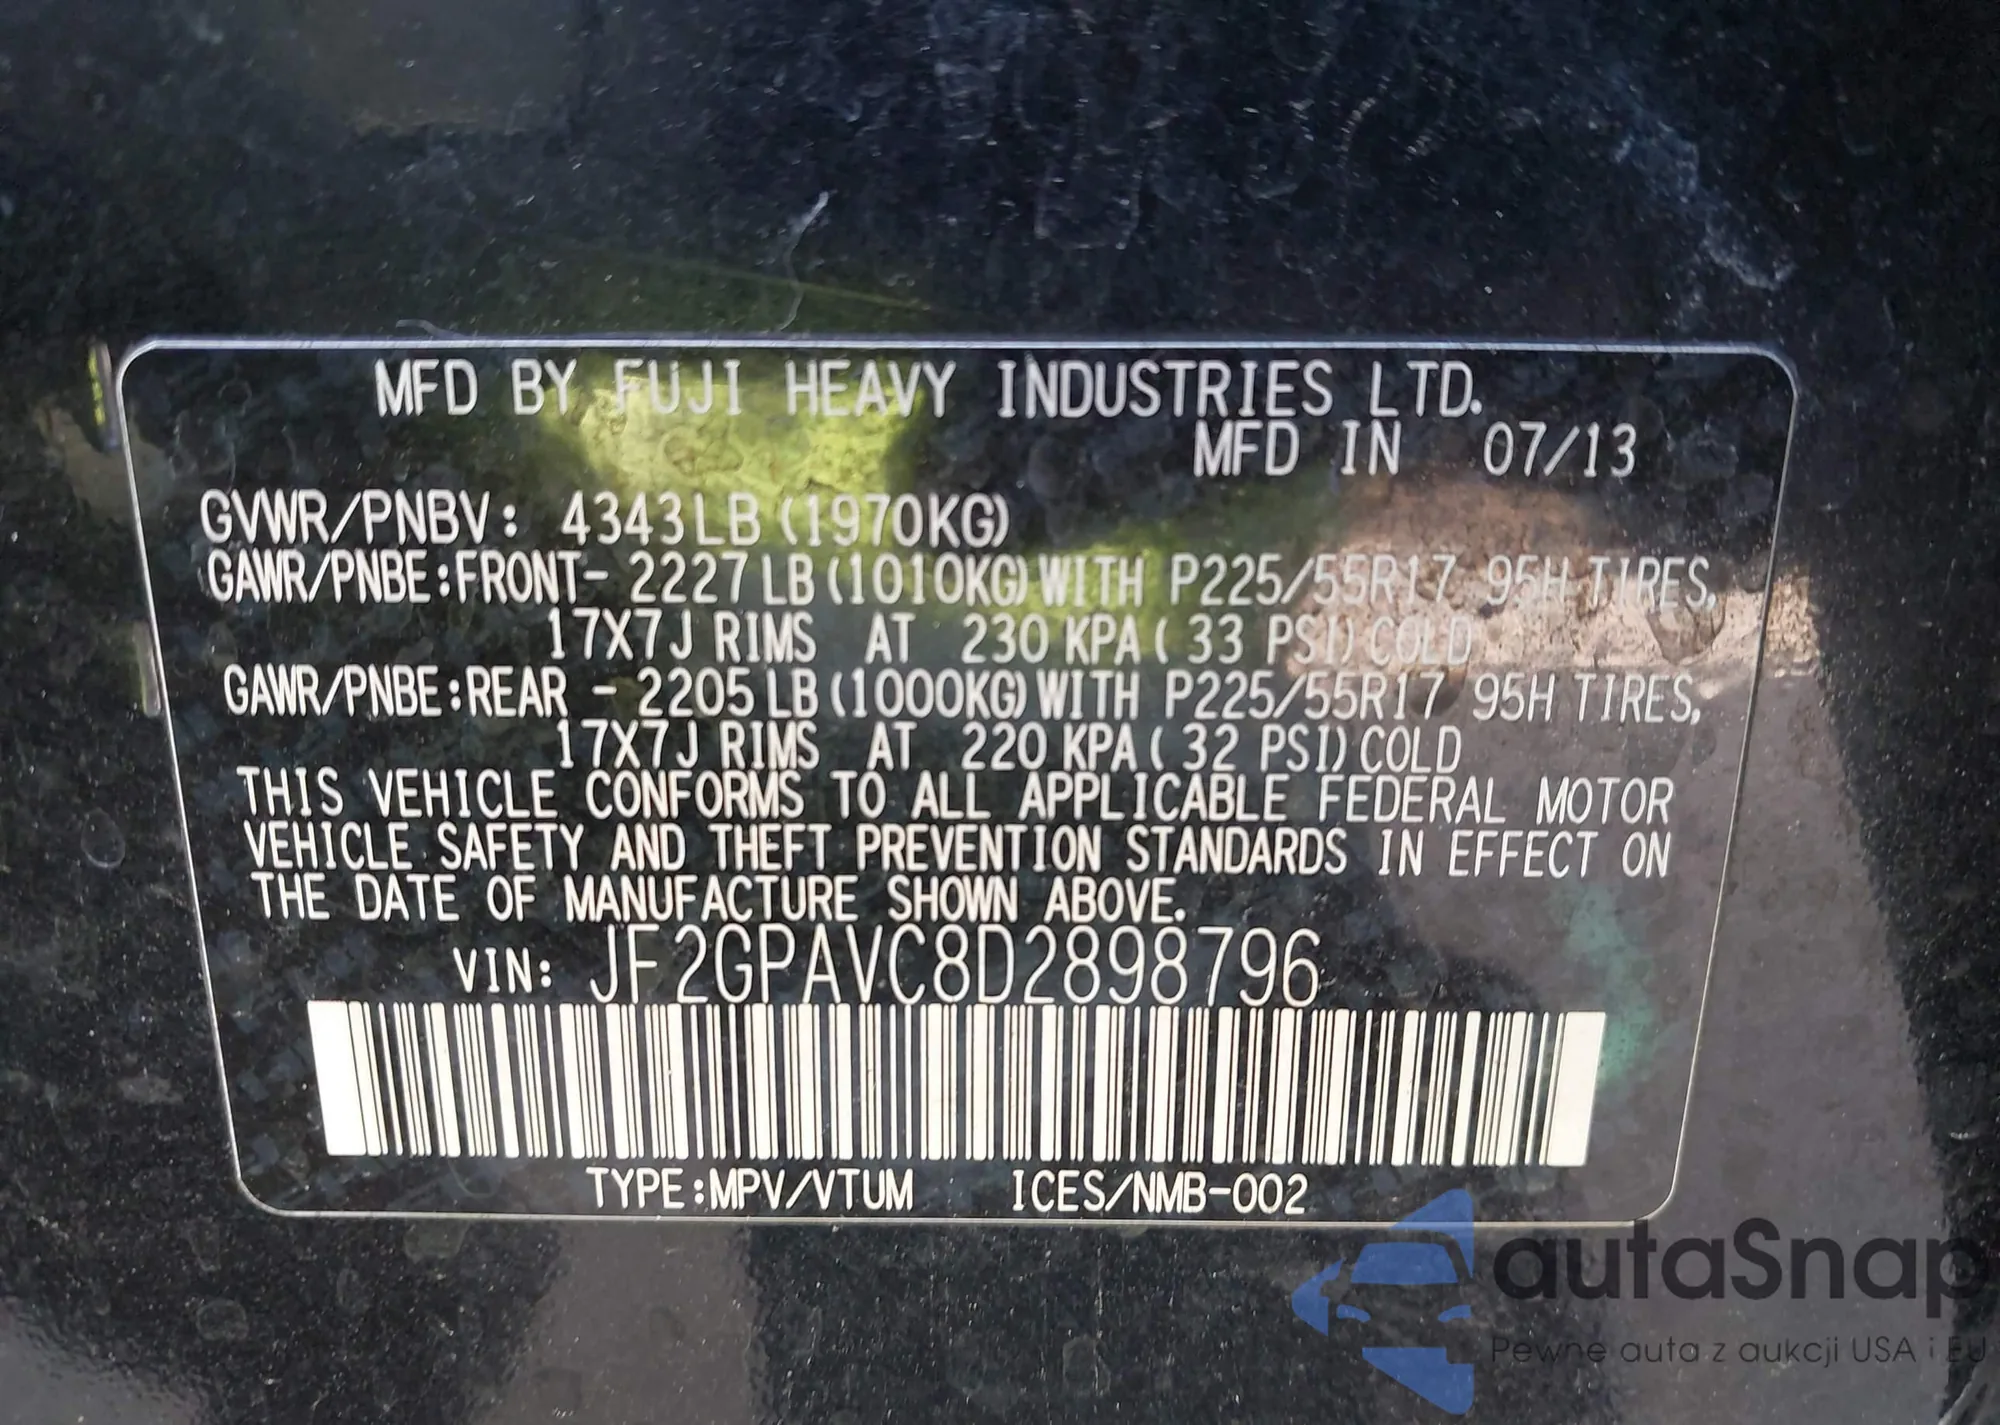 MFD BY FUJI HEAVY INDUSTRIES LTD.
MFD IN 07/13
GVWR/PNBV: 4343LB (1970KG)
GAWR/PNBE:FRONT- 2227LB (1010KG) WITH P225/55R17 95H TIRES,
17X7J RIMS AT 230 KPA ( 33 PSI) COLD
GAWR/PNBE:REAR - 2205LB (1000KG) WITH P225/55R17 95H TIRES,
17X7J RIMS AT 220 KPA ( 32 PSI) COLD
THIS VEHICLE CONFORMS TO ALL APPLICABLE FEDERAL MOTOR
VEHICLE SAFETY AND THEFT PREVENTION STANDARDS IN EFFECT ON
THE DATE OF MANUFACTURE SHOWN ABOVE.
VIN: JF2GPAVC8D2898796
TYPE:MPV/VTUM ICES/NMB-002
autaSnap
Pewne auta z aukcji USA i EU